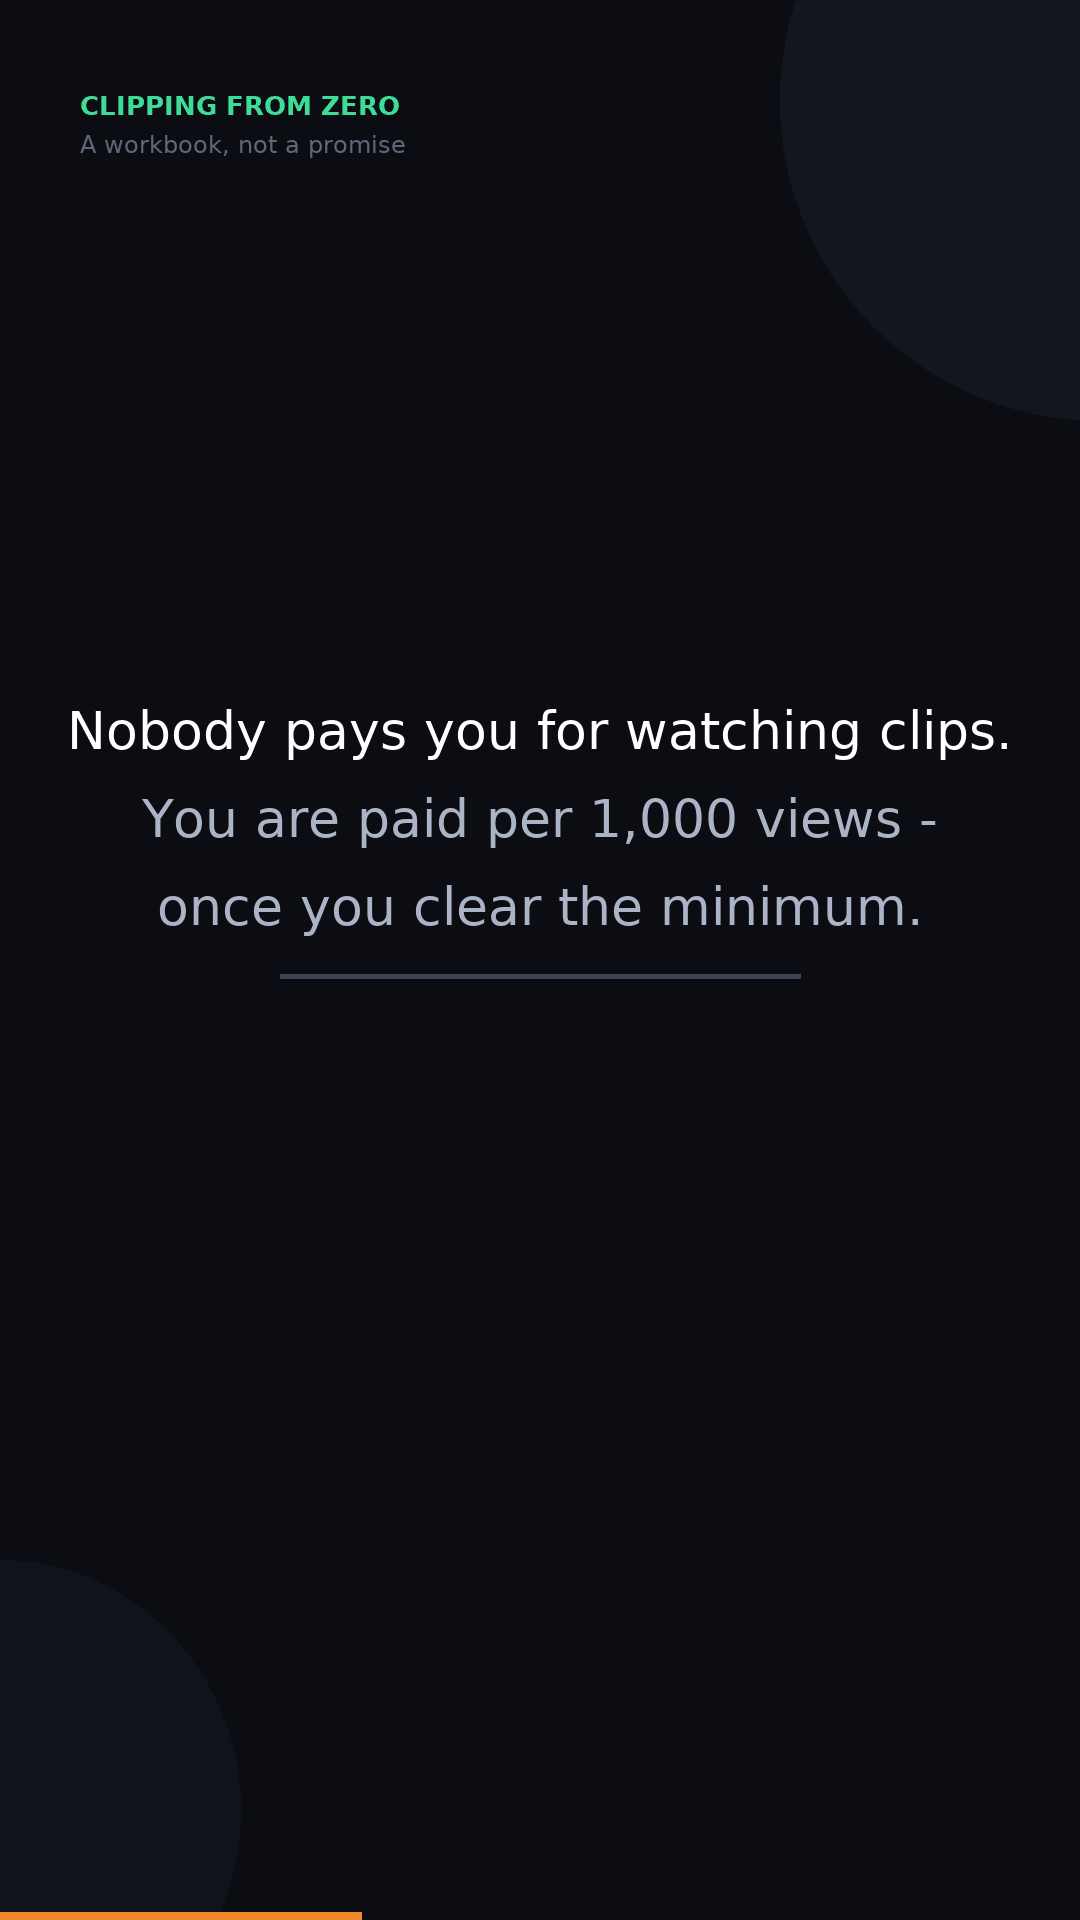 CLIPPING FROM ZERO
A workbook, not a promise
Nobody pays you for watching clips.
You are paid per 1,000 views -
once you clear the minimum.